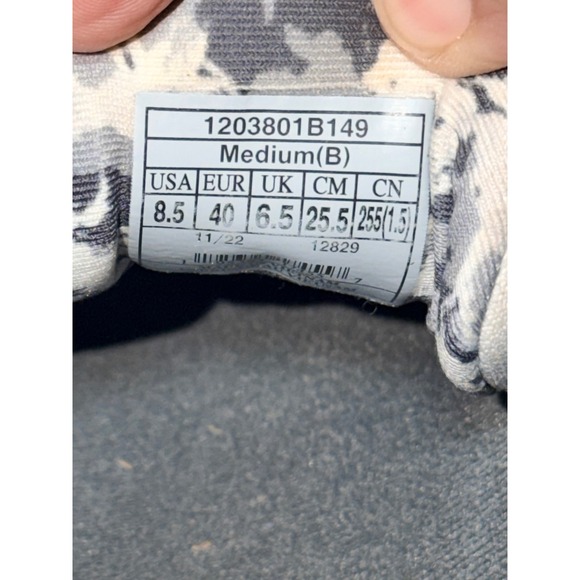 1203801B149
Medium(B)
USA EUR UK CM CN
8.5 40 6.5 25.5 255(1.5)
11/22 12829
7